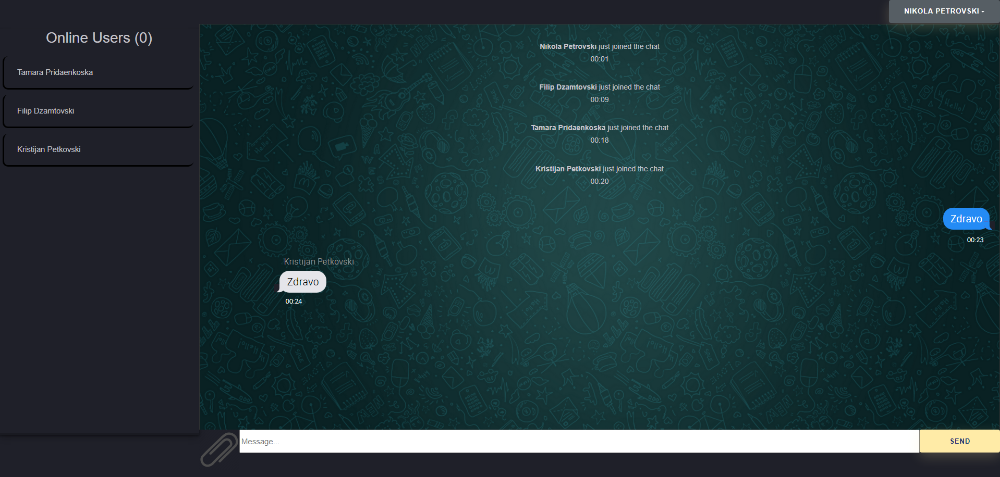 NIKOLA PETROVSKI
Online Users (0)
Tamara Pridaenkoska
Filip Dzamtovski
Kristijan Petkovski
Nikola Petrovski just joined the chat
00:01
Filip Dzamtovski just joined the chat
00:09
Tamara Pridaenkoska just joined the chat
00:18
Kristijan Petkovski just joined the chat
00:20
Zdravo
00:23
Kristijan Petkovski
Zdravo
00:24
Message...
SEND